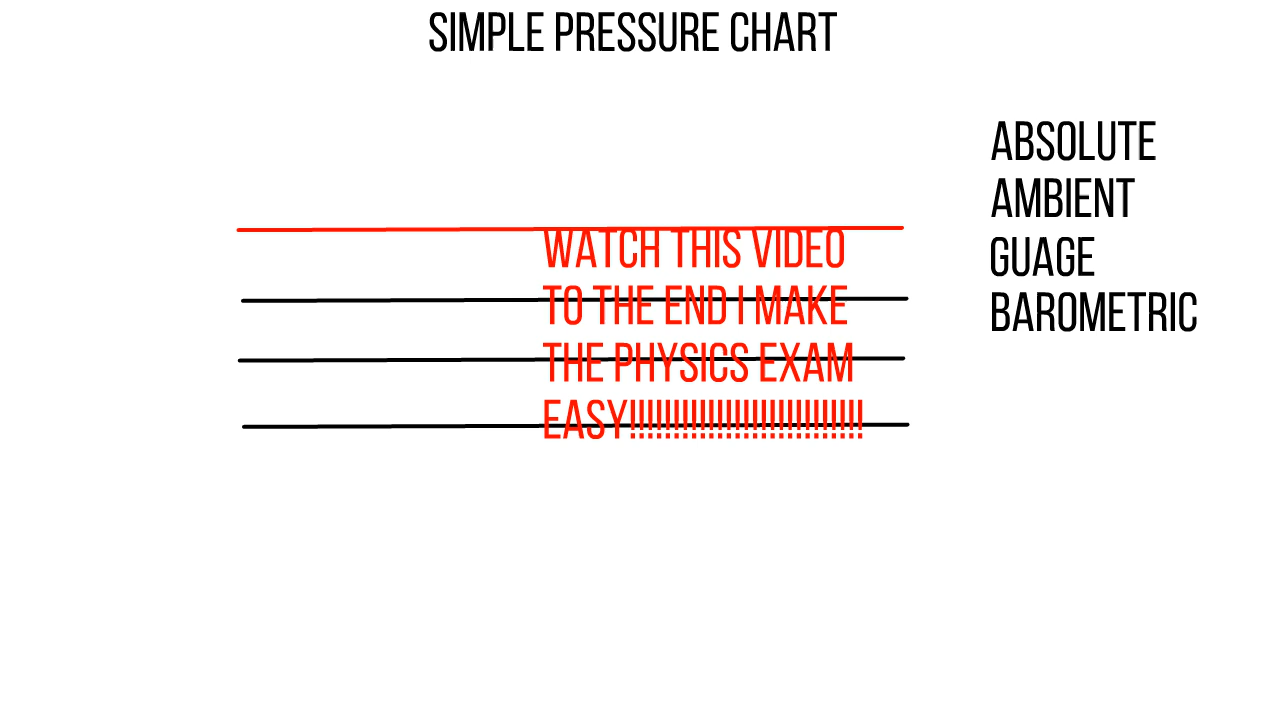 SIMPLE PRESSURE CHART
ABSOLUTE
AMBIENT
GUAGE
BAROMETRIC
WATCH THIS VIDEO
TO THE END I MAKE
THE PHYSICS EXAM
EASY!!!!!!!!!!!!!!!!!!!!!!!!!!!